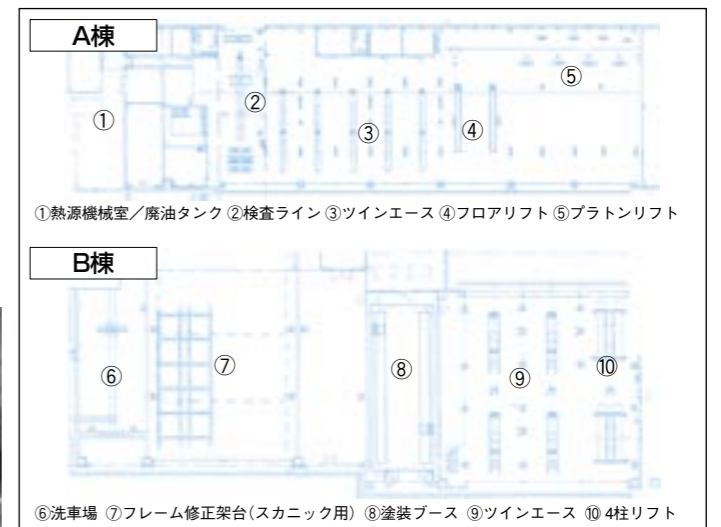 A棟
①
②
③
④
⑤
①熱源機械室／廃油タンク ②検査ライン ③ツインエース ④フロアリフト ⑤プラトンリフト
B棟
⑥
⑦
⑧
⑨
⑩
⑥洗車場 ⑦フレーム修正架台(スカニック用) ⑧塗装ブース ⑨ツインエース ⑩ 4柱リフト